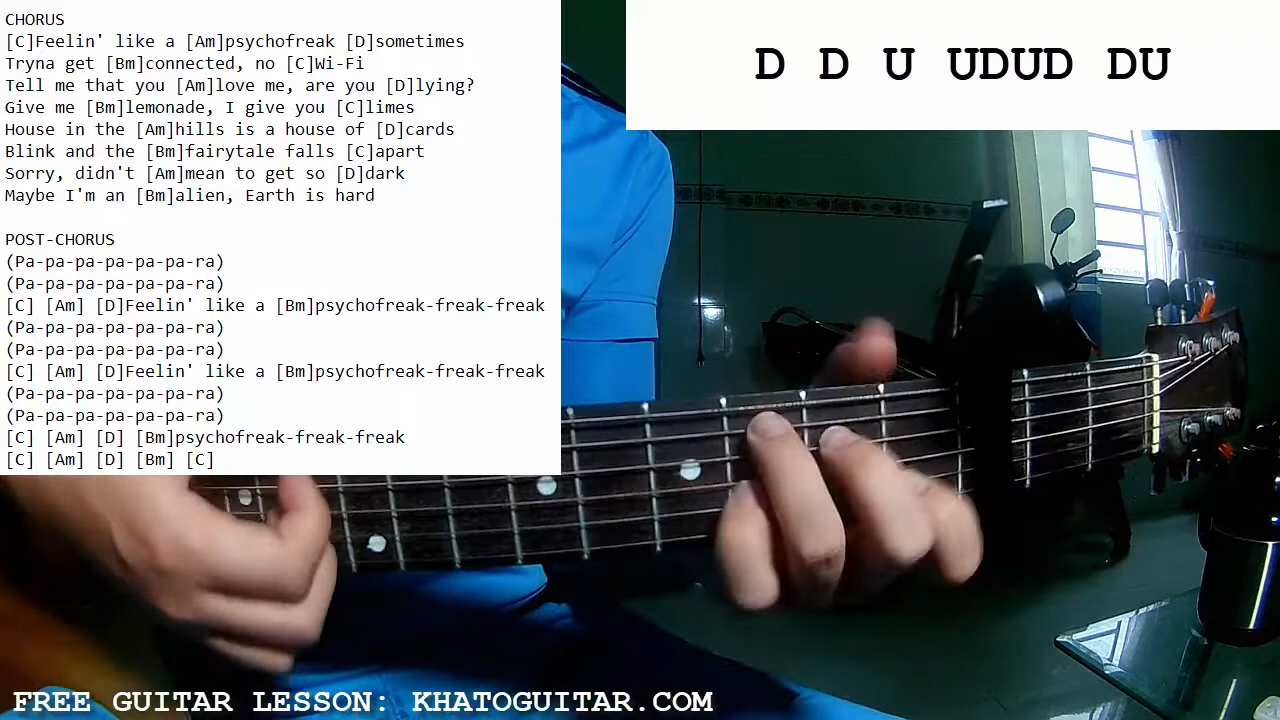 CHORUS
[C]Feelin' like a [Am]psychofreak [D]sometimes
Tryna get [Bm]connected, no [C]Wi-Fi
Tell me that you [Am]love me, are you [D]lying?
Give me [Bm]lemonade, I give you [C]limes
House in the [Am]hills is a house of [D]cards
Blink and the [Bm]fairytale falls [C]apart
Sorry, didn't [Am]mean to get so [D]dark
Maybe I'm an [Bm]alien, Earth is hard
POST-CHORUS
(Pa-pa-pa-pa-pa-pa-ra)
(Pa-pa-pa-pa-pa-pa-ra)
[C] [Am] [D]Feelin' like a [Bm]psychofreak-freak-freak
(Pa-pa-pa-pa-pa-pa-ra)
(Pa-pa-pa-pa-pa-pa-ra)
[C] [Am] [D]Feelin' like a [Bm]psychofreak-freak-freak
(Pa-pa-pa-pa-pa-pa-ra)
(Pa-pa-pa-pa-pa-pa-ra)
[C] [Am] [D] [Bm]psychofreak-freak-freak
[C] [Am] [D] [Bm] [C]
D D U UDUD DU
FREE GUITAR LESSON: KHATOGUITAR.COM